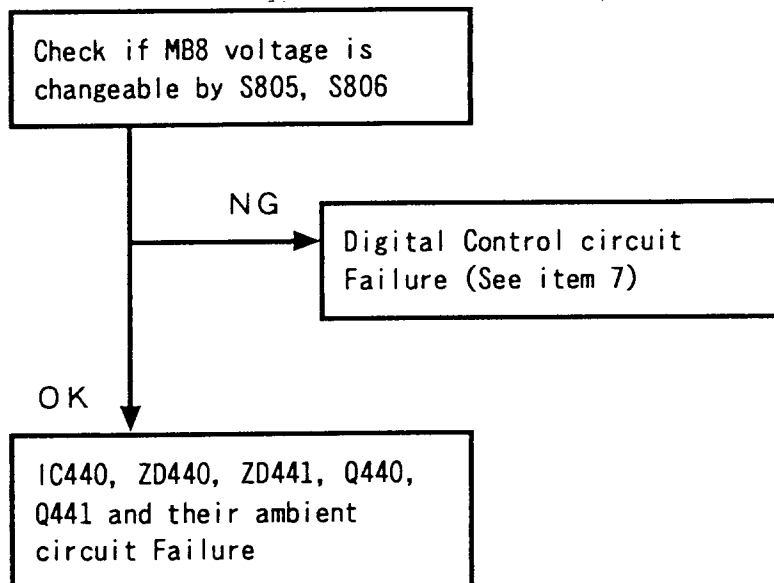 Check if MB8 voltage is
changeable by S805, S806
NG
Digital Control circuit
Failure (See item 7)
OK
IC440, ZD440, ZD441, Q440,
Q441 and their ambient
circuit Failure